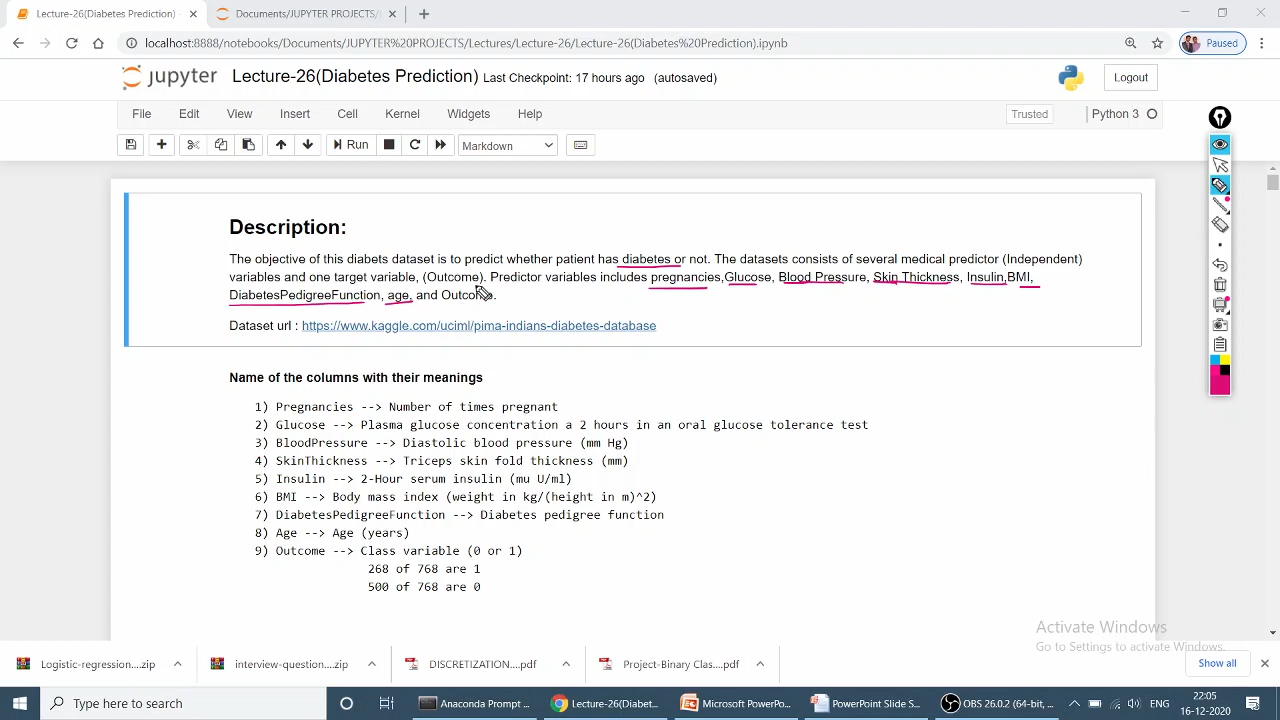 Lecture-26(Diabetes Prediction)
Documents/JUPYTER PROJECTS/
localhost:8888/notebooks/Documents/JUPYTER%20PROJECTS/Lectures/Lecture-26/Lecture-26(Diabetes%20Prediction).ipynb
Paused
jupyter Lecture-26(Diabetes Prediction) Last Checkpoint: 17 hours ago (autosaved)
Logout
File Edit View Insert Cell Kernel Widgets Help
Trusted
Python 3
Run
Markdown
Description:
The objective of this diabets dataset is to predict whether patient has diabetes or not. The datasets consists of several medical predictor (Independent)
variables and one target variable, (Outcome). Predictor variables includes pregnancies,Glucose, Blood Pressure, Skin Thickness, Insulin,BMI,
DiabetesPedigreeFunction, age, and Outcome.
Dataset url : https://www.kaggle.com/uciml/pima-indians-diabetes-database
Name of the columns with their meanings
1) Pregnancies --> Number of times pregnant
2) Glucose --> Plasma glucose concentration a 2 hours in an oral glucose tolerance test
3) BloodPressure --> Diastolic blood pressure (mm Hg)
4) SkinThickness --> Triceps skin fold thickness (mm)
5) Insulin --> 2-Hour serum insulin (mu U/ml)
6) BMI --> Body mass index (weight in kg/(height in m)^2)
7) DiabetesPedigreeFunction --> Diabetes pedigree function
8) Age --> Age (years)
9) Outcome --> Class variable (0 or 1)
268 of 768 are 1
500 of 768 are 0
Activate Windows
Go to Settings to activate Windows.
Logistic-regression....zip
interview-question....zip
DISCRETIZATION....pdf
Project-Binary Clas....pdf
Show all
Type here to search
Anaconda Prompt ...
Lecture-26(Diabet...
Microsoft PowerPo...
PowerPoint Slide S...
OBS 26.0.2 (64-bit, ...
ENG
22:05
16-12-2020